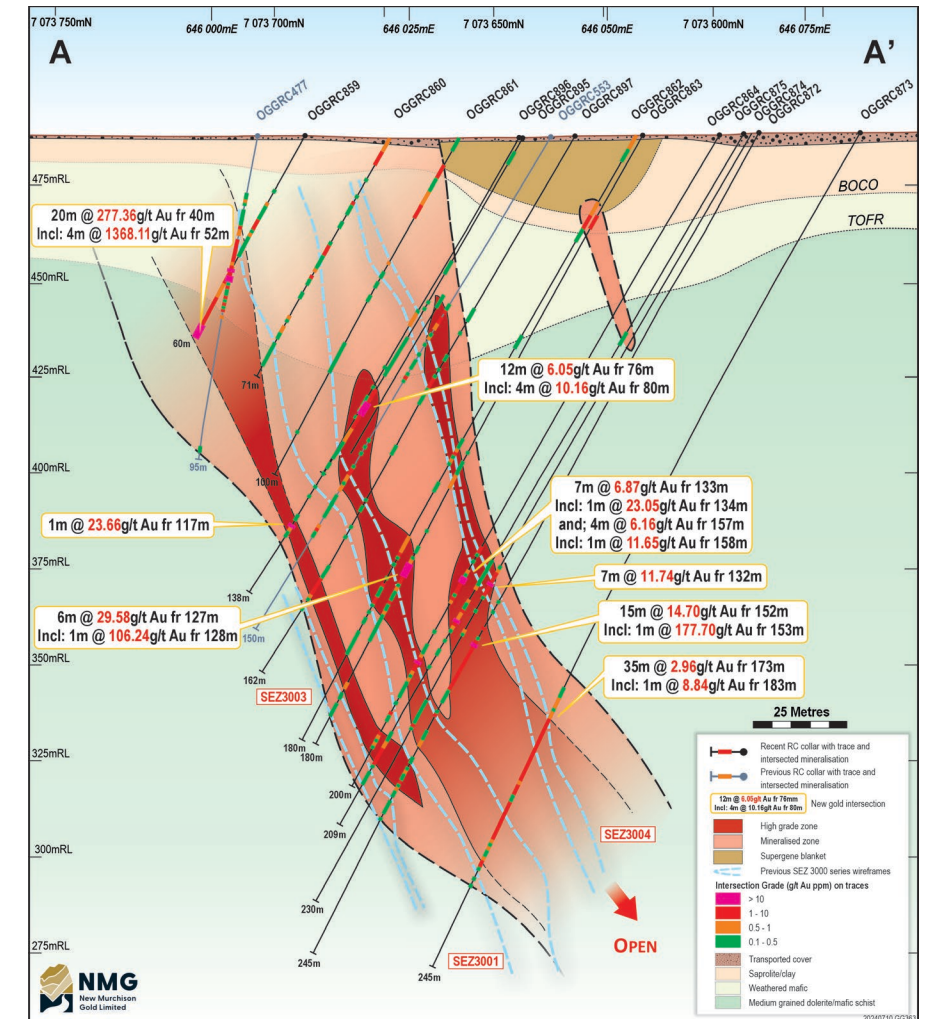 7 073 750mN
646 000mE
7 073 700mN
646 025mE
7 073 650mN
646 050mE
7 073 600mN
646 075mE
A
A'
OGGRC477
OGGRC859
OGGRC860
OGGRC861
OGGRC896
OGGRC895
OGGRC553
OGGRC897
OGGRC862
OGGRC863
OGGRC864
OGGRC875
OGGRC874
OGGRC872
OGGRC873
475mRL
BOCO
TOFR
20m @ 277.36g/t Au fr 40m
Incl: 4m @ 1368.11g/t Au fr 52m
450mRL
60m
425mRL
71m
12m @ 6.05g/t Au fr 76m
Incl: 4m @ 10.16g/t Au fr 80m
400mRL
95m
100m
7m @ 6.87g/t Au fr 133m
Incl: 1m @ 23.05g/t Au fr 134m
and; 4m @ 6.16g/t Au fr 157m
Incl: 1m @ 11.65g/t Au fr 158m
1m @ 23.66g/t Au fr 117m
375mRL
7m @ 11.74g/t Au fr 132m
138m
6m @ 29.58g/t Au fr 127m
Incl: 1m @ 106.24g/t Au fr 128m
150m
15m @ 14.70g/t Au fr 152m
Incl: 1m @ 177.70g/t Au fr 153m
350mRL
162m
35m @ 2.96g/t Au fr 173m
Incl: 1m @ 8.84g/t Au fr 183m
SEZ3003
25 Metres
180m
180m
325mRL
200m
209m
SEZ3004
300mRL
230m
OPEN
275mRL
245m
245m
SEZ3001
Recent RC collar with trace and
intersected mineralisation
Previous RC collar with trace and
intersected mineralisation
12m @ 6.05g/t Au fr 76mm
Incl: 4m @ 10.16g/t Au fr 80m
New gold intersection
High grade zone
Mineralised zone
Supergene blanket
Previous SEZ 3000 series wireframes
Intersection Grade (g/t Au ppm) on traces
> 10
1 - 10
0.5 - 1
0.1 - 0.5
Transported cover
Saprolite/clay
Weathered mafic
Medium grained dolerite/mafic schist
NMG
New Murchison
Gold Limited